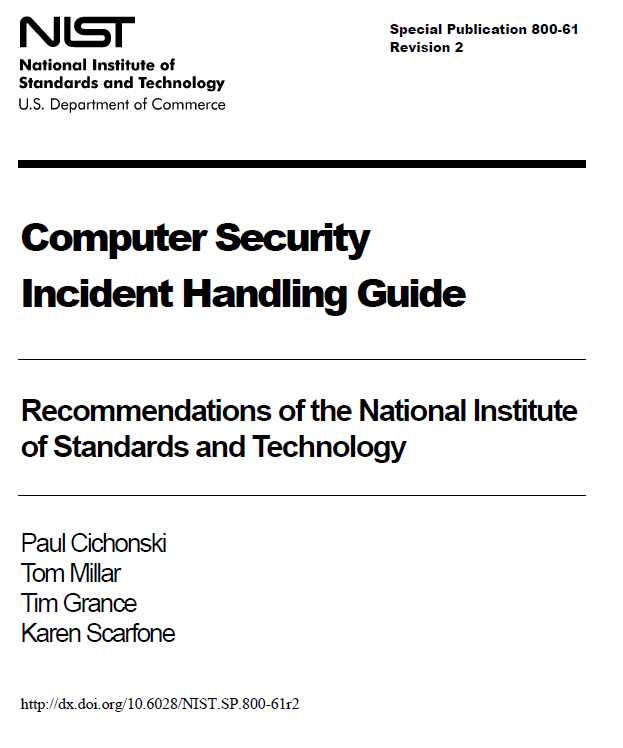 NIST
National Institute of
Standards and Technology
U.S. Department of Commerce
Special Publication 800-61
Revision 2
Computer Security
Incident Handling Guide
Recommendations of the National Institute
of Standards and Technology
Paul Cichonski
Tom Millar
Tim Grance
Karen Scarfone
http://dx.doi.org/10.6028/NIST.SP.800-61r2